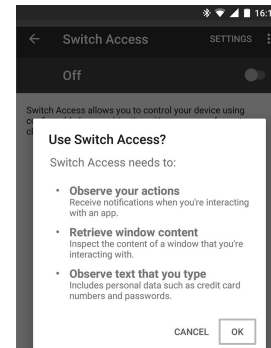 16:1
Switch Access SETTINGS
Off
Switch Access allows you to control your device using
Use Switch Access?
Switch Access needs to:
• Observe your actions
Receive notifications when you're interacting
with an app.
• Retrieve window content
Inspect the content of a window that you're
interacting with.
• Observe text that you type
Includes personal data such as credit card
numbers and passwords.
CANCEL OK